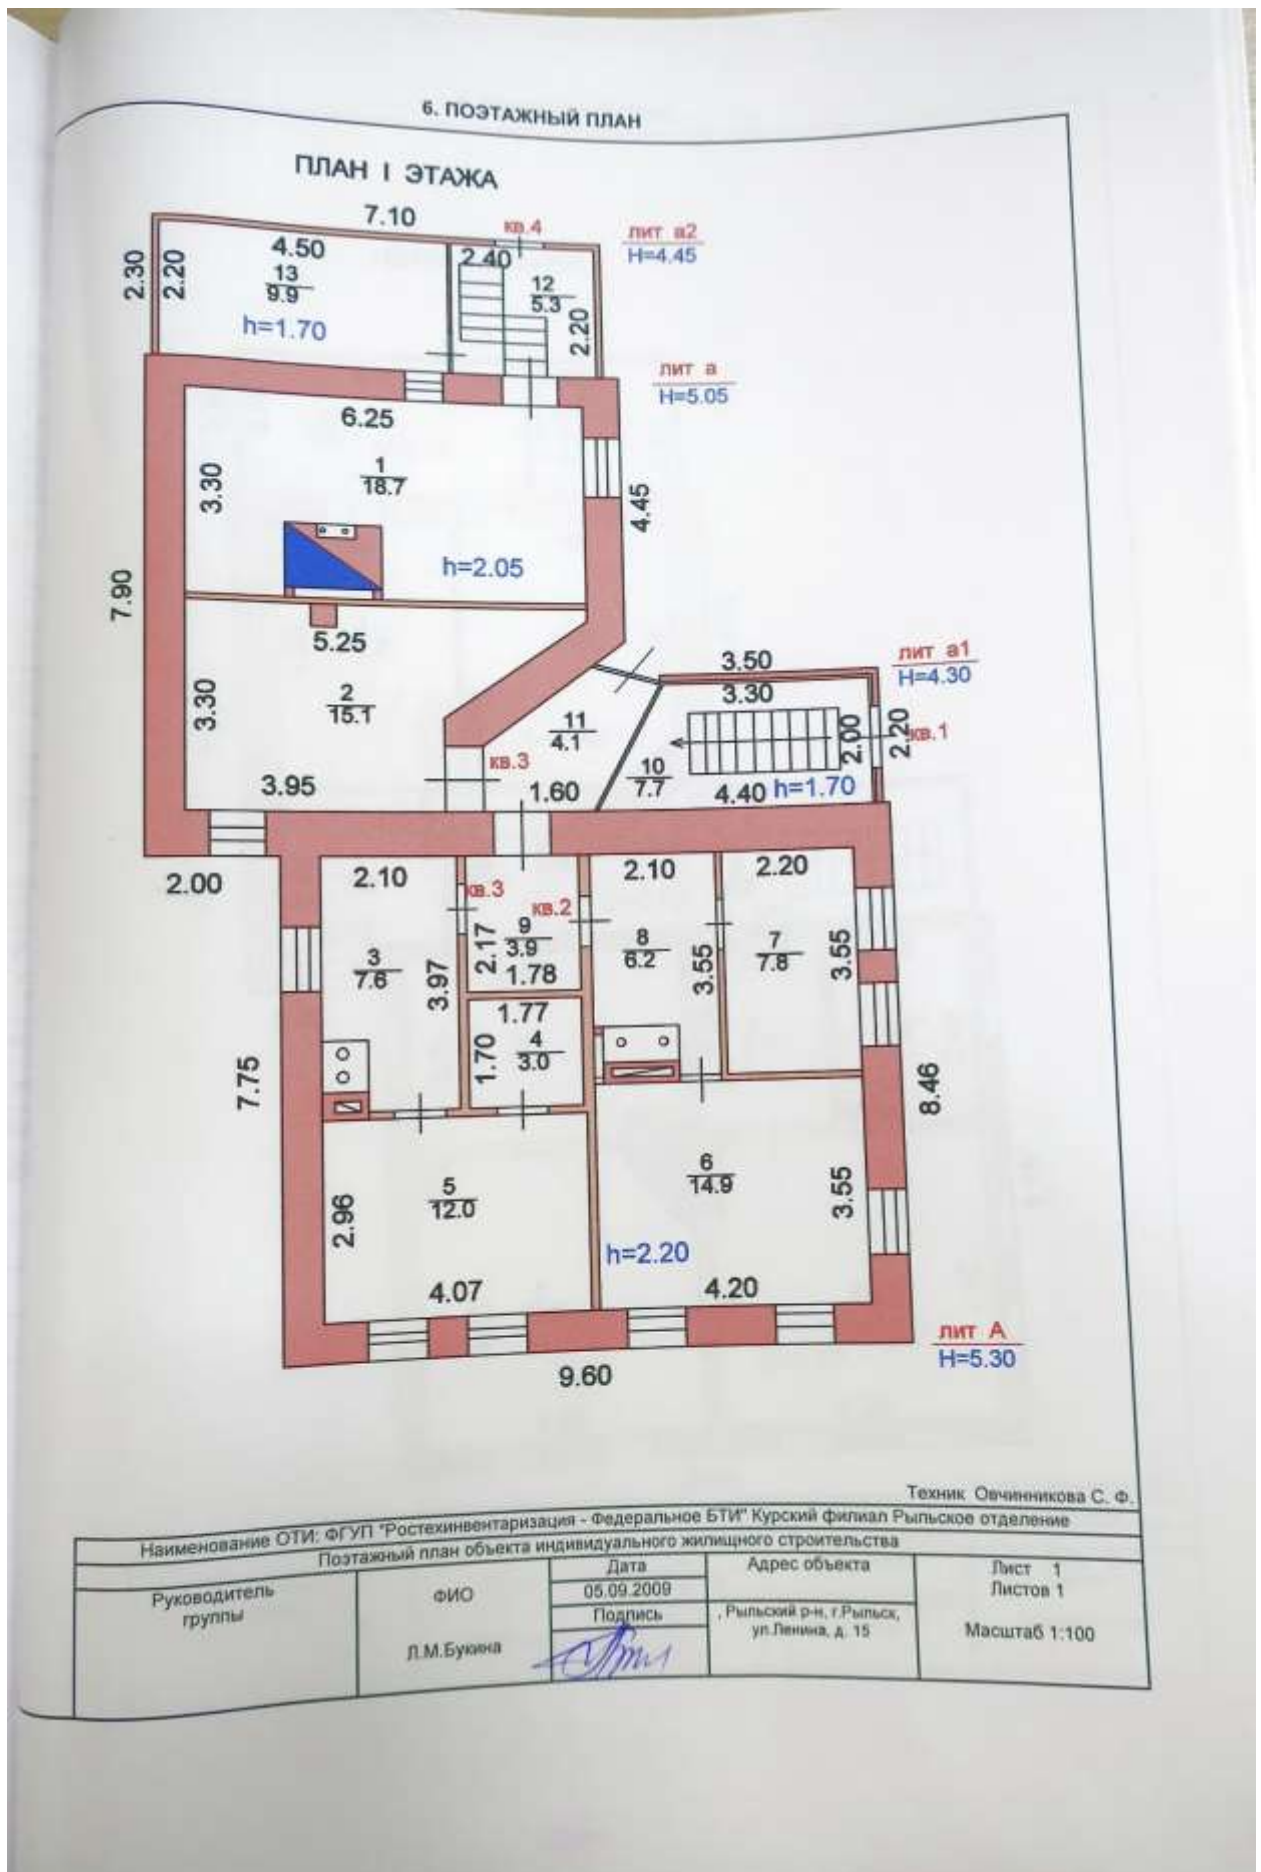 6. ПОЭТАЖНЫЙ ПЛАН
ПЛАН I ЭТАЖА
7.10
кв.4
лит а2
H=4.45
2.30
2.20
4.50
13
9.9
h=1.70
2.40
12
5.3
2.20
лит а
H=5.05
6.25
3.30
1
18.7
4.45
h=2.05
7.90
5.25
3.30
2
15.1
3.95
лит а1
H=4.30
3.50
3.30
11
4.1
2.00
2.20
кв.1
кв.3
10
7.7
1.60
4.40
h=1.70
2.00
2.10
кв.3
кв.2
2.10
2.20
3
7.6
3.97
2.17
9
3.9
1.78
8
6.2
3.55
7
7.8
3.55
1.77
1.70
4
3.0
7.75
8.46
5
12.0
2.96
6
14.9
3.55
h=2.20
4.07
4.20
9.60
лит А
H=5.30
Техник Овчинникова С. Ф.
Наименование ОТИ: ФГУП "Ростехинвентаризация - Федеральное БТИ" Курский филиал Рыльское отделение
Поэтажный план объекта индивидуального жилищного строительства
Руководитель
группы
ФИО
Л.М.Букина
Дата
05.09.2009
Подпись
Адрес объекта
, Рыльский р-н, г.Рыльск,
ул.Ленина, д. 15
Лист 1
Листов 1
Масштаб 1:100